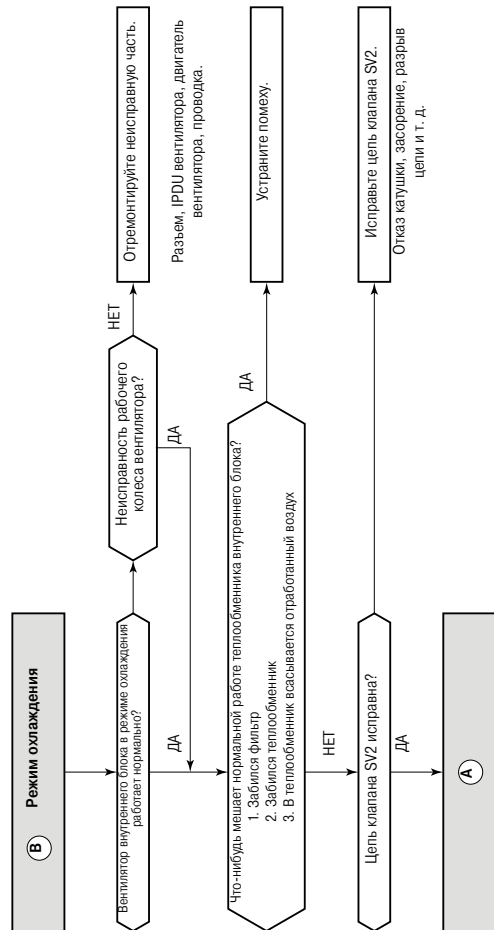 B Режим охлаждения
Вентилятор внутреннего блока в режиме охлаждения
работает нормально?
Неисправность рабочего
колеса вентилятора?
НЕТ
Отремонтируйте неисправную часть.
Разъем, IPDU вентилятора, двигатель
вентилятора, проводка.
ДА
ДА
Что-нибудь мешает нормальной работе теплообменника внутреннего блока?
1. Забился фильтр
2. Забился теплообменник
3. В теплообменник всасывается отработанный воздух
ДА
Устраните помеху.
НЕТ
Цепь клапана SV2 исправна?
Исправьте цепь клапана SV2.
Отказ катушки, засорение, разрыв
цепи и т. д.
ДА
A